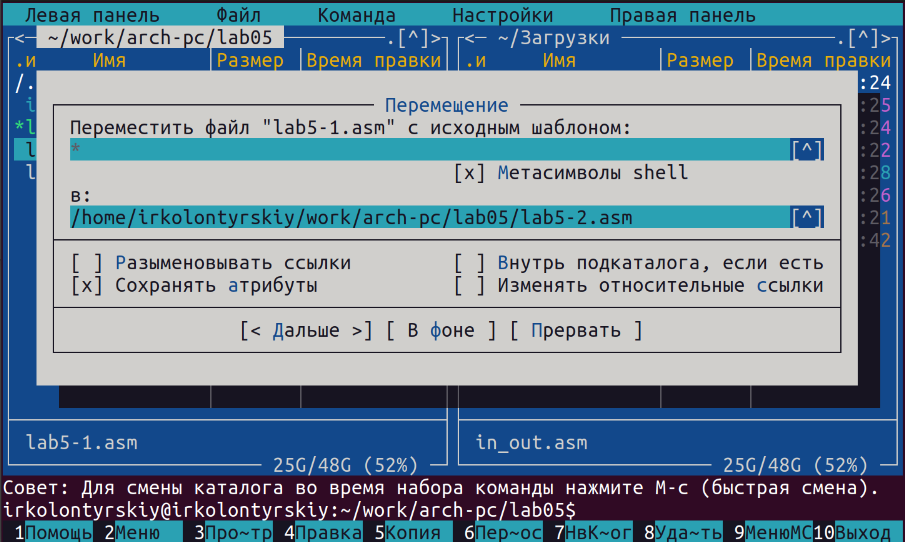 Левая панель Файл Команда Настройки Правая панель
<─ ~/work/arch-pc/lab05 .[^]> <─ ~/Загрузки .[^]>
.и Имя Размер Время правки .и Имя Размер Время правки
/. :24
i :25
*l :24
l :22
l :28
:26
:21
:42
Перемещение
Переместить файл "lab5-1.asm" с исходным шаблоном:
* [^]
[x] Метасимволы shell
в:
/home/irkolontyrskiy/work/arch-pc/lab05/lab5-2.asm [^]
[ ] Разыменовывать ссылки [ ] Внутрь подкаталога, если есть
[x] Сохранять атрибуты [ ] Изменять относительные ссылки
[< Дальше >] [ В фоне ] [ Прервать ]
lab5-1.asm in_out.asm
25G/48G (52%) 25G/48G (52%)
Совет: Для смены каталога во время набора команды нажмите M-c (быстрая смена).
irkolontyrskiy@irkolontyrskiy:~/work/arch-pc/lab05$
1Помощь 2Меню 3Про~тр 4Правка 5Копия 6Пер~ос 7НвК~ог 8Уда~ть 9МенюMC 10Выход